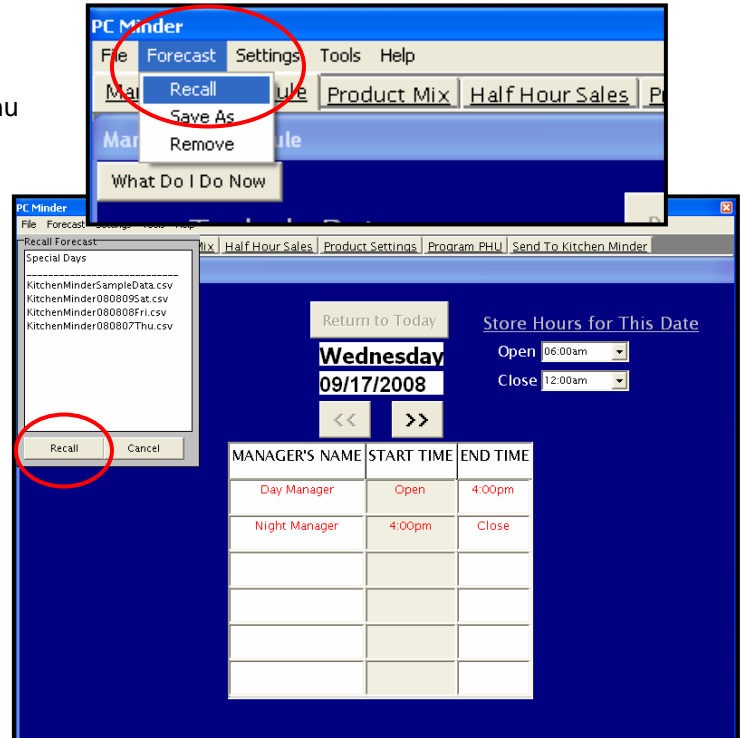 PC Minder
File Forecast Settings Tools Help
Recall
Product Mix Half Hour Sales
Save As
Remove
What Do I Do Now
PC Minder
File Forecast
Recall Forecast
Half Hour Sales Product Settings Program PHU Send To Kitchen Minder
Special Days
----------------------------
KitchenMinderSampleData.csv
KitchenMinder080809Sat.csv
KitchenMinder080808Fri.csv
KitchenMinder080807Thu.csv
Recall Cancel
Return to Today
Store Hours for This Date
Wednesday
Open 06:00am
09/17/2008
Close 12:00am
<< >>
MANAGER'S NAME START TIME END TIME
Day Manager Open 4:00pm
Night Manager 4:00pm Close